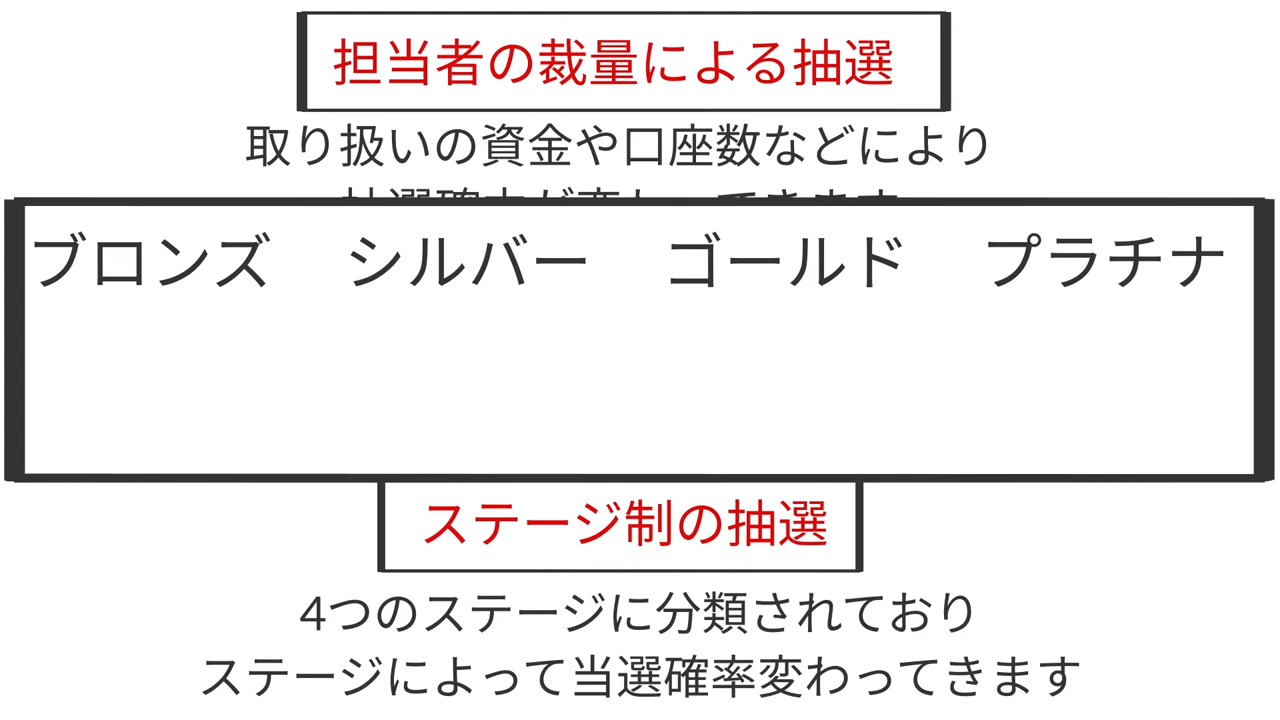 担当者の裁量による抽選
取り扱いの資金や口座数などにより
ブロンズ シルバー ゴールド プラチナ
ステージ制の抽選
4つのステージに分類されており
ステージによって当選確率変わってきます